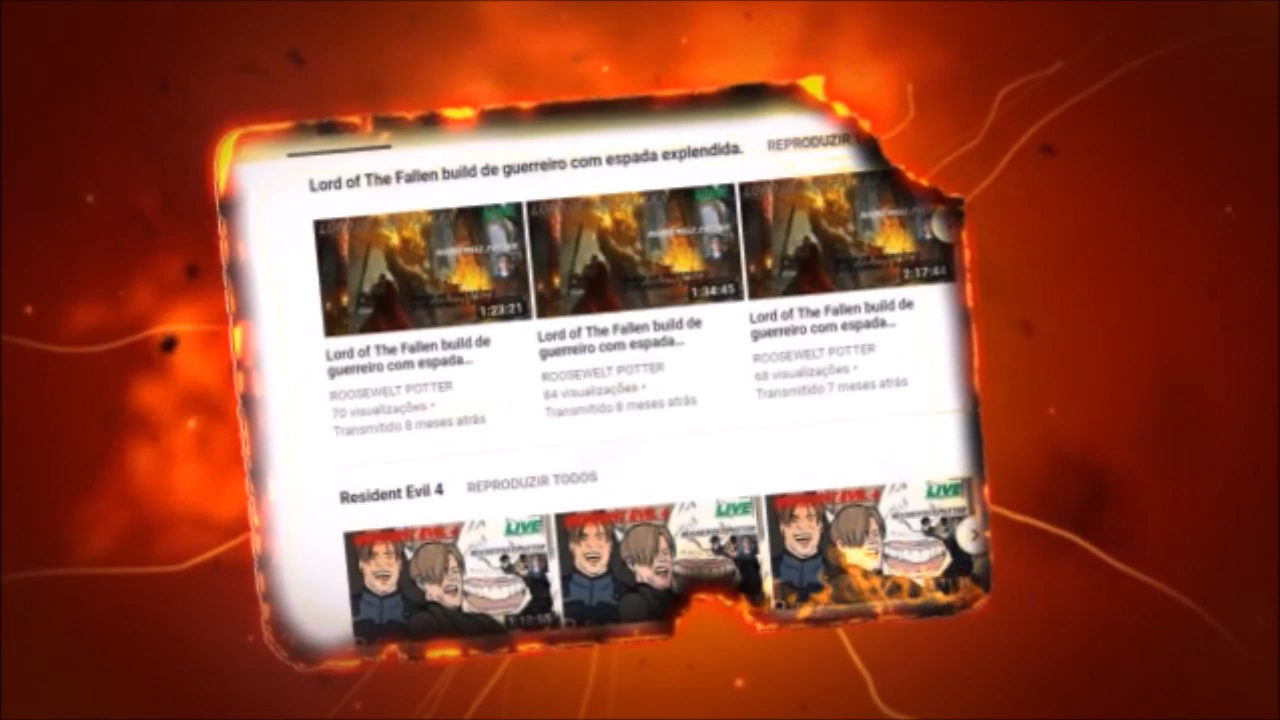 Lord of The Fallen build de guerreiro com espada explendida.
REPRODUZIR
1:23:21
1:34:45
2:17:44
Lord of The Fallen build de
guerreiro com espada...
ROOSEWELT POTTER
70 visualizações •
Transmitido 8 meses atrás
Lord of The Fallen build de
guerreiro com espada...
ROOSEWELT POTTER
84 visualizações •
Transmitido 8 meses atrás
Lord of The Fallen build de
guerreiro com espada...
ROOSEWELT POTTER
68 visualizações •
Transmitido 7 meses atrás
Resident Evil 4
REPRODUZIR TODOS
LIVE
LIVE
LIVE